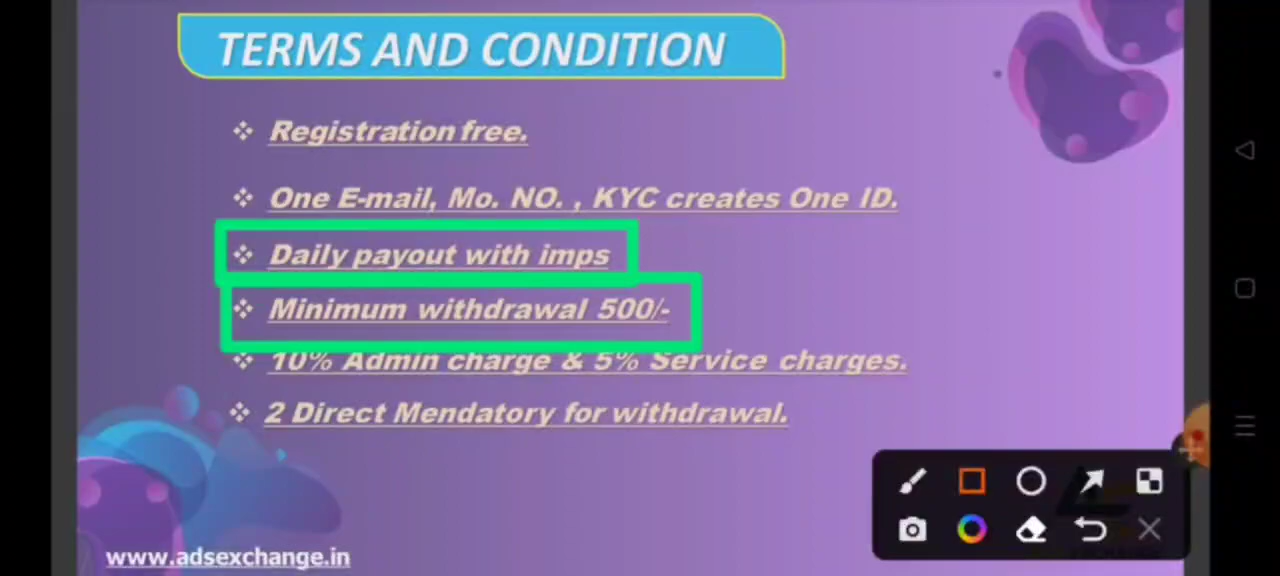 TERMS AND CONDITION
Registration free.
One E-mail, Mo. NO. , KYC creates One ID.
Daily payout with imps
Minimum withdrawal 500/-
10% Admin charge & 5% Service charges.
2 Direct Mendatory for withdrawal.
www.adsexchange.in